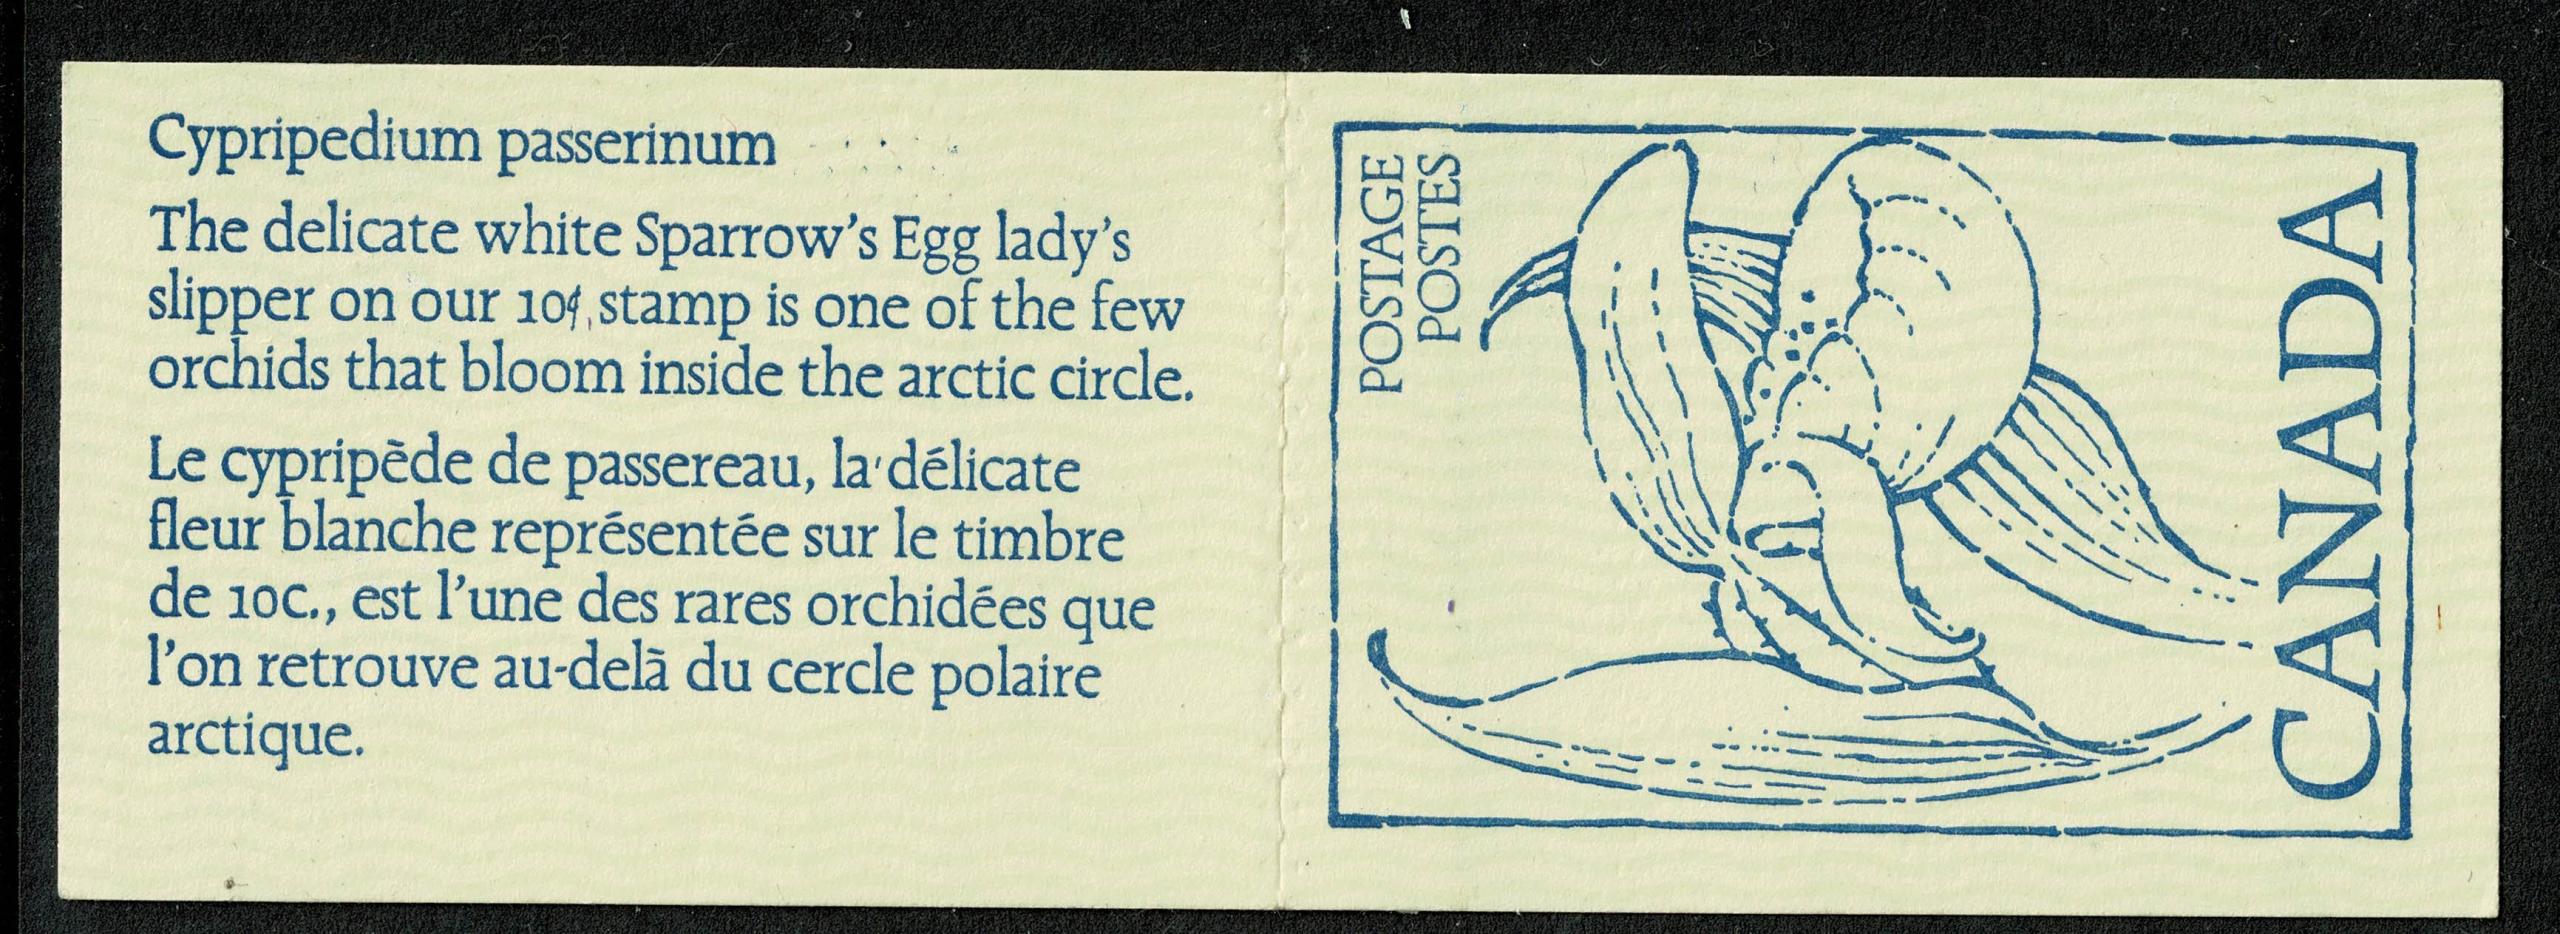 Cypripedium passerinum
The delicate white Sparrow's Egg lady's
slipper on our 10¢ stamp is one of the few
orchids that bloom inside the arctic circle.
Le cypripède de passereau, la délicate
fleur blanche représentée sur le timbre
de 10c., est l'une des rares orchidées que
l'on retrouve au-delà du cercle polaire
arctique.
POSTAGE
POSTES
CANADA